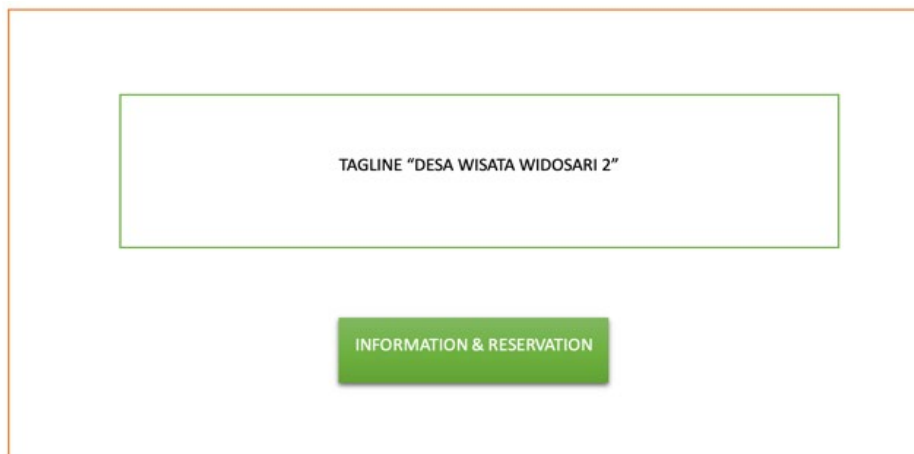 TAGLINE “DESA WISATA WIDOSARI 2”
INFORMATION & RESERVATION